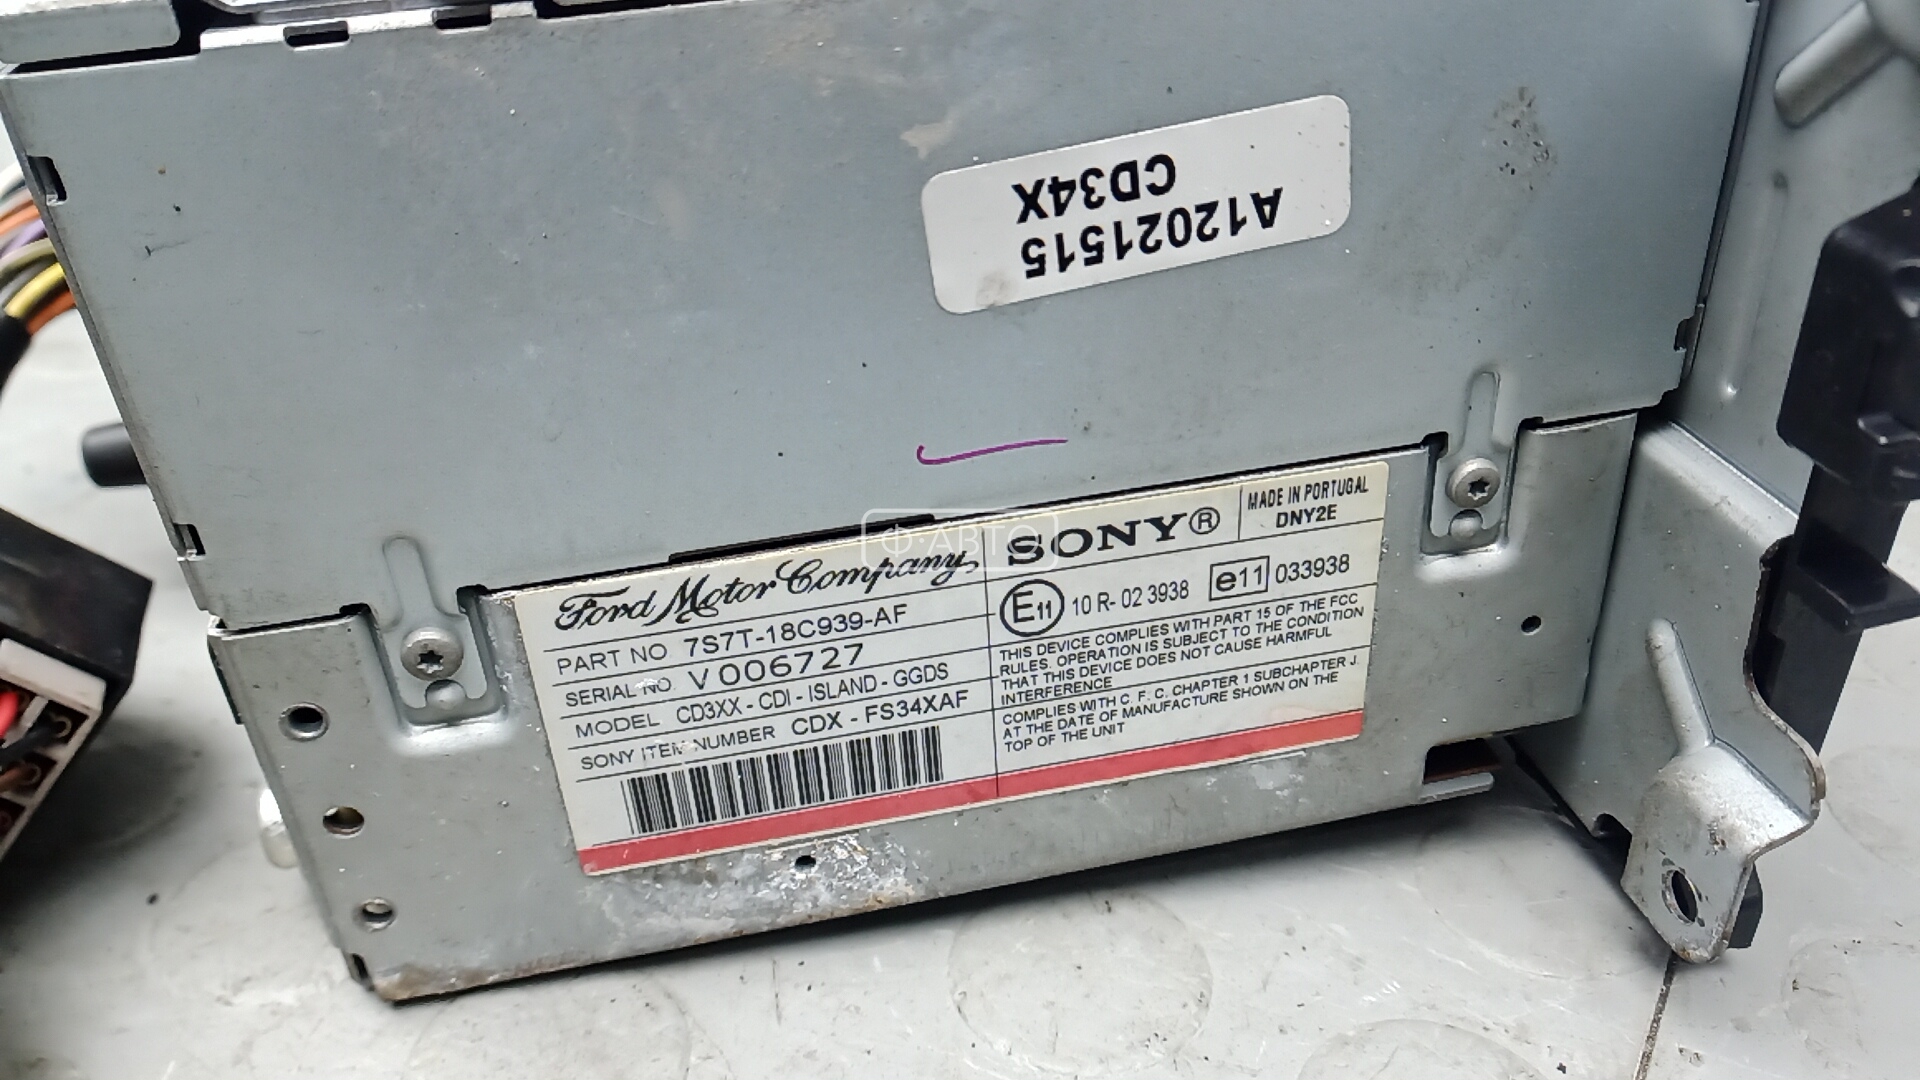 A12021515
CD34X
Ф·АВТО
Ford Motor Company
PART NO 7S7T-18C939-AF
SERIAL NO. V006727
MODEL CD3XX - CDI - ISLAND - GGDS
SONY ITEM NUMBER CDX - FS34XAF
SONY®
MADE IN PORTUGAL
DNY2E
E11 10 R- 02 3938 e11 033938
THIS DEVICE COMPLIES WITH PART 15 OF THE FCC
RULES. OPERATION IS SUBJECT TO THE CONDITION
THAT THIS DEVICE DOES NOT CAUSE HARMFUL
INTERFERENCE
COMPLIES WITH C. F. C. CHAPTER 1 SUBCHAPTER J.
AT THE DATE OF MANUFACTURE SHOWN ON THE
TOP OF THE UNIT